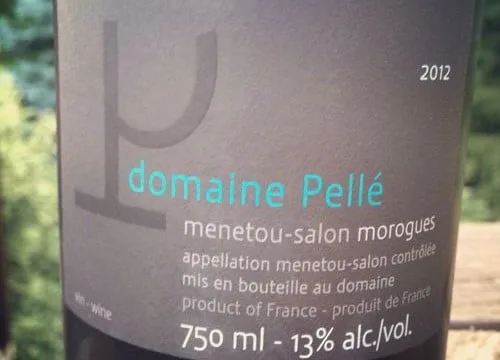 2012
domaine Pellé
menetou-salon morogues
appellation menetou-salon contrôlée
mis en bouteille au domaine
product of France - produit de France
vin - wine
750 ml - 13% alc./vol.